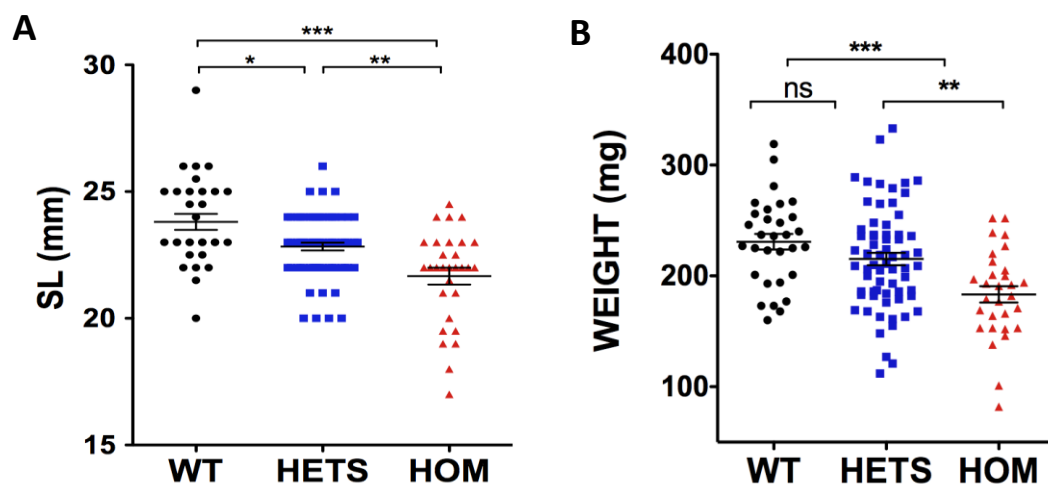 A
SL (mm)
30
25
20
15
***
*
**
WT
HETS
HOM
B
WEIGHT (mg)
400
300
200
100
***
ns
**
WT
HETS
HOM